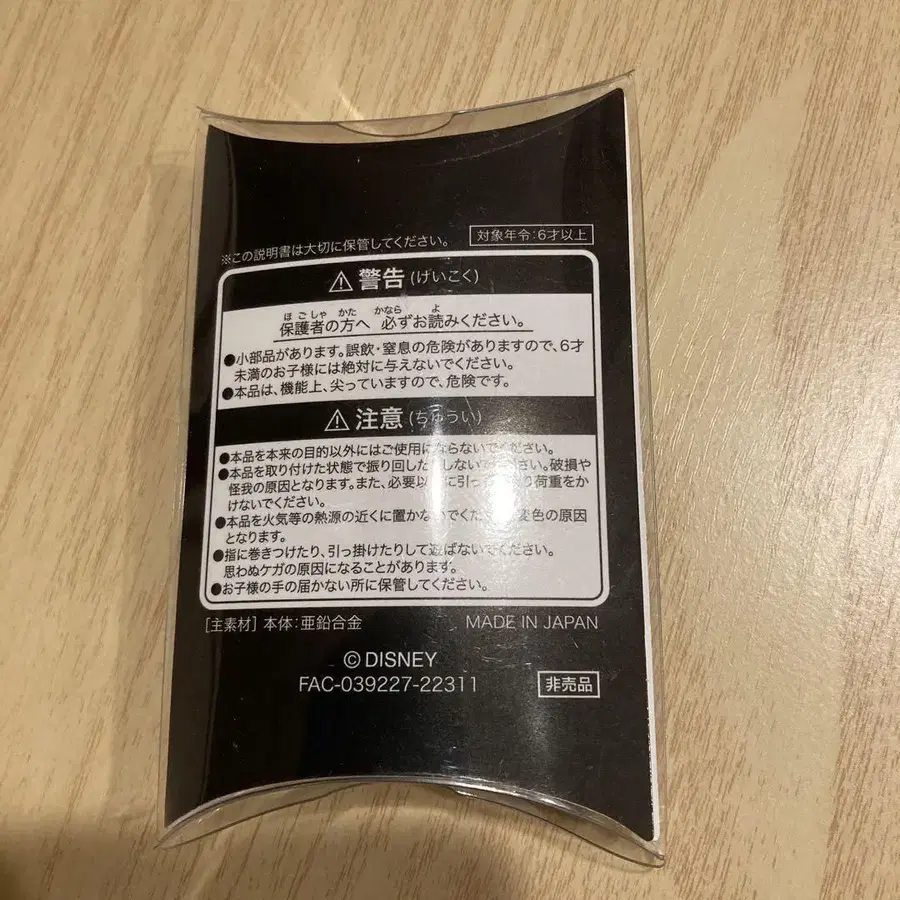 ※この説明書は大切に保管してください。 対象年令:6才以上
⚠ 警告 (けいこく)
ほごしゃ かた かなら よ
保護者の方へ 必ずお読みください。
●小部品があります。誤飲・窒息の危険がありますので、6才
未満のお子様には絶対に与えないでください。
●本品は、機能上、尖っていますので、危険です。
⚠ 注意 (ちゅうい)
●本品を本来の目的以外にはご使用にならないでください。
●本品を取り付けた状態で振り回したりしないでください。破損や
怪我の原因となります。また、必要以上に引っ
荷重をか
けないでください。
●本品を火気等の熱源の近くに置かないでくだ
変色の原因
となります。
●指に巻きつけたり、引っ掛けたりして遊ばないでください。
思わぬケガの原因になることがあります。
●お子様の手の届かない所に保管してください。
[主素材] 本体:亜鉛合金 MADE IN JAPAN
©DISNEY
FAC-039227-22311 非売品